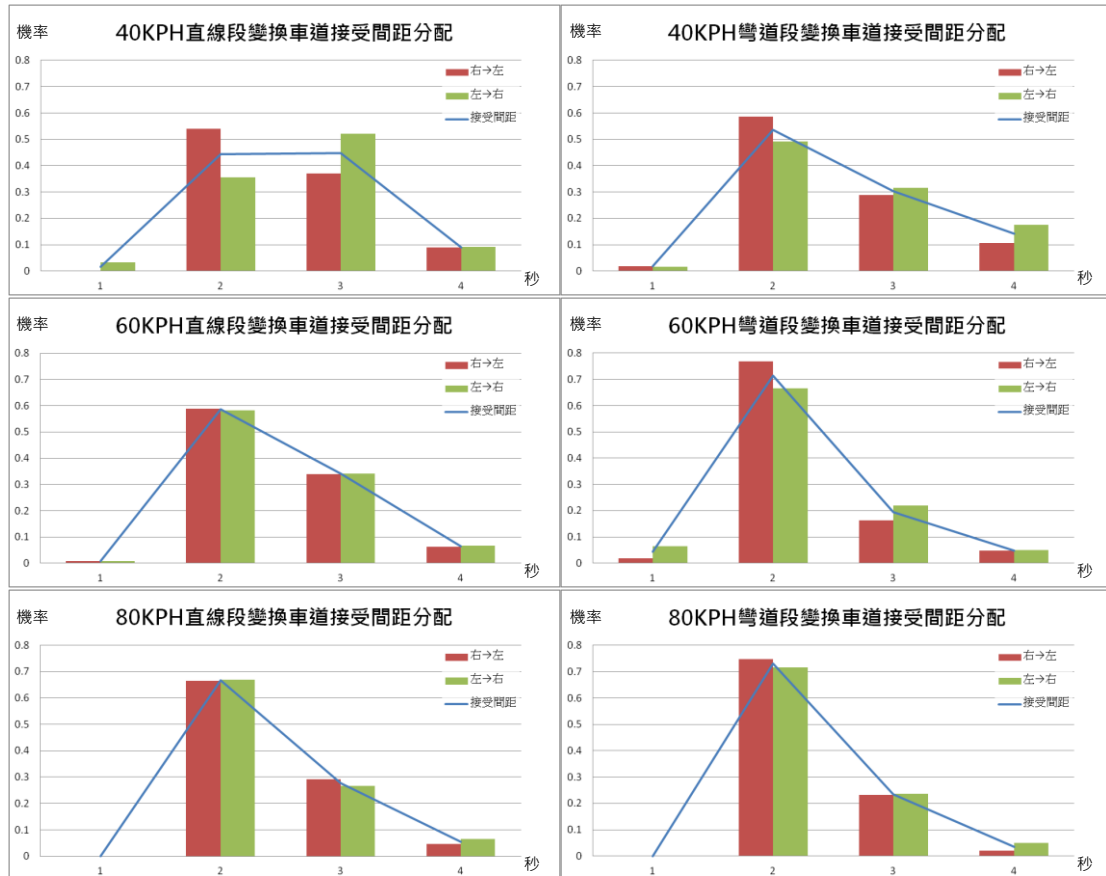 機率
40KPH直線段變換車道接受間距分配
0.8
0.7
0.6
0.5
0.4
0.3
0.2
0.1
0
右→左
左→右
接受間距
1 2 3 4
秒
機率
40KPH彎道段變換車道接受間距分配
0.8
0.7
0.6
0.5
0.4
0.3
0.2
0.1
0
右→左
左→右
接受間距
1 2 3 4
秒
機率
60KPH直線段變換車道接受間距分配
0.8
0.7
0.6
0.5
0.4
0.3
0.2
0.1
0
右→左
左→右
接受間距
1 2 3 4
秒
機率
60KPH彎道段變換車道接受間距分配
0.8
0.7
0.6
0.5
0.4
0.3
0.2
0.1
0
右→左
左→右
接受間距
1 2 3 4
秒
機率
80KPH直線段變換車道接受間距分配
0.8
0.7
0.6
0.5
0.4
0.3
0.2
0.1
0
右→左
左→右
接受間距
1 2 3 4
秒
機率
80KPH彎道段變換車道接受間距分配
0.8
0.7
0.6
0.5
0.4
0.3
0.2
0.1
0
右→左
左→右
接受間距
1 2 3 4
秒